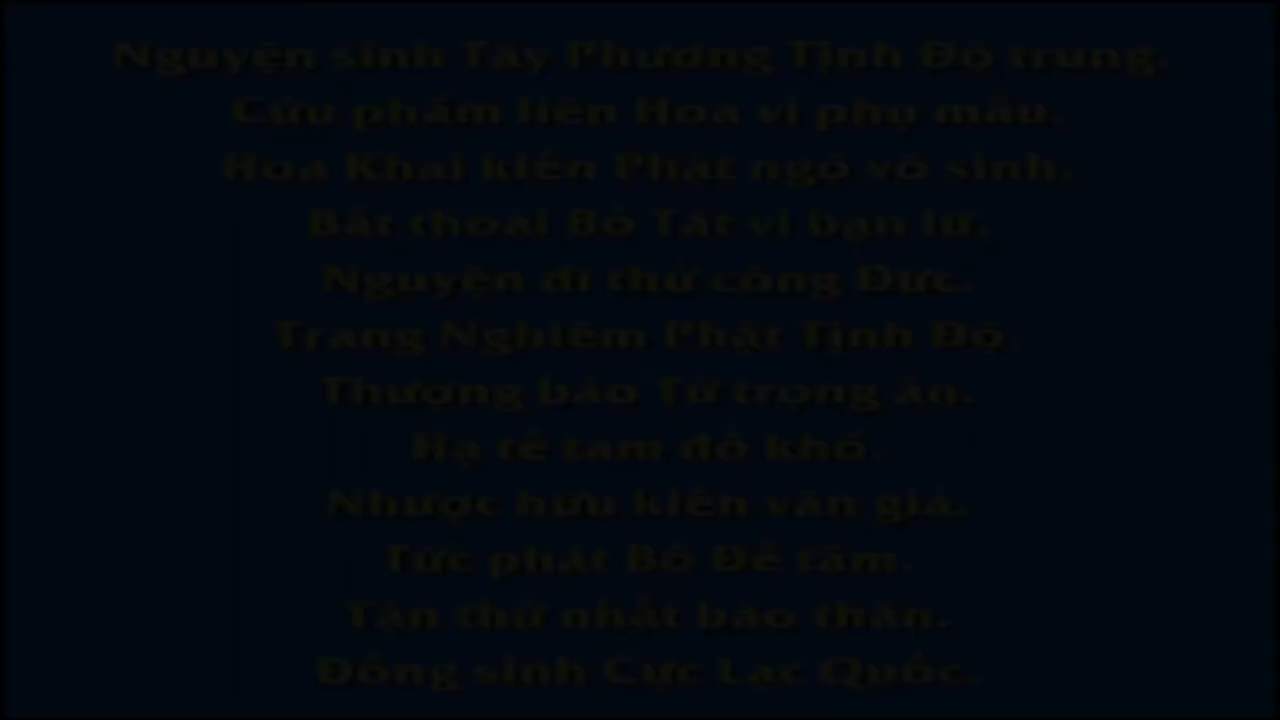 Nguyện sinh Tây Phương Tịnh Độ trung.
Cửu phẩm liên Hoa vi phụ mẫu.
Hoa Khai kiến Phật ngộ vô sinh.
Bất thoái Bồ Tát vi bạn lữ.
Nguyện dĩ thử công Đức.
Trang Nghiêm Phật Tịnh Độ.
Thượng báo Tứ trọng ân.
Hạ tế tam đồ khổ.
Nhược hữu kiến văn giả.
Tức phát Bồ Đề tâm.
Tận thử nhất báo thân.
Đồng sinh Cực Lạc Quốc.